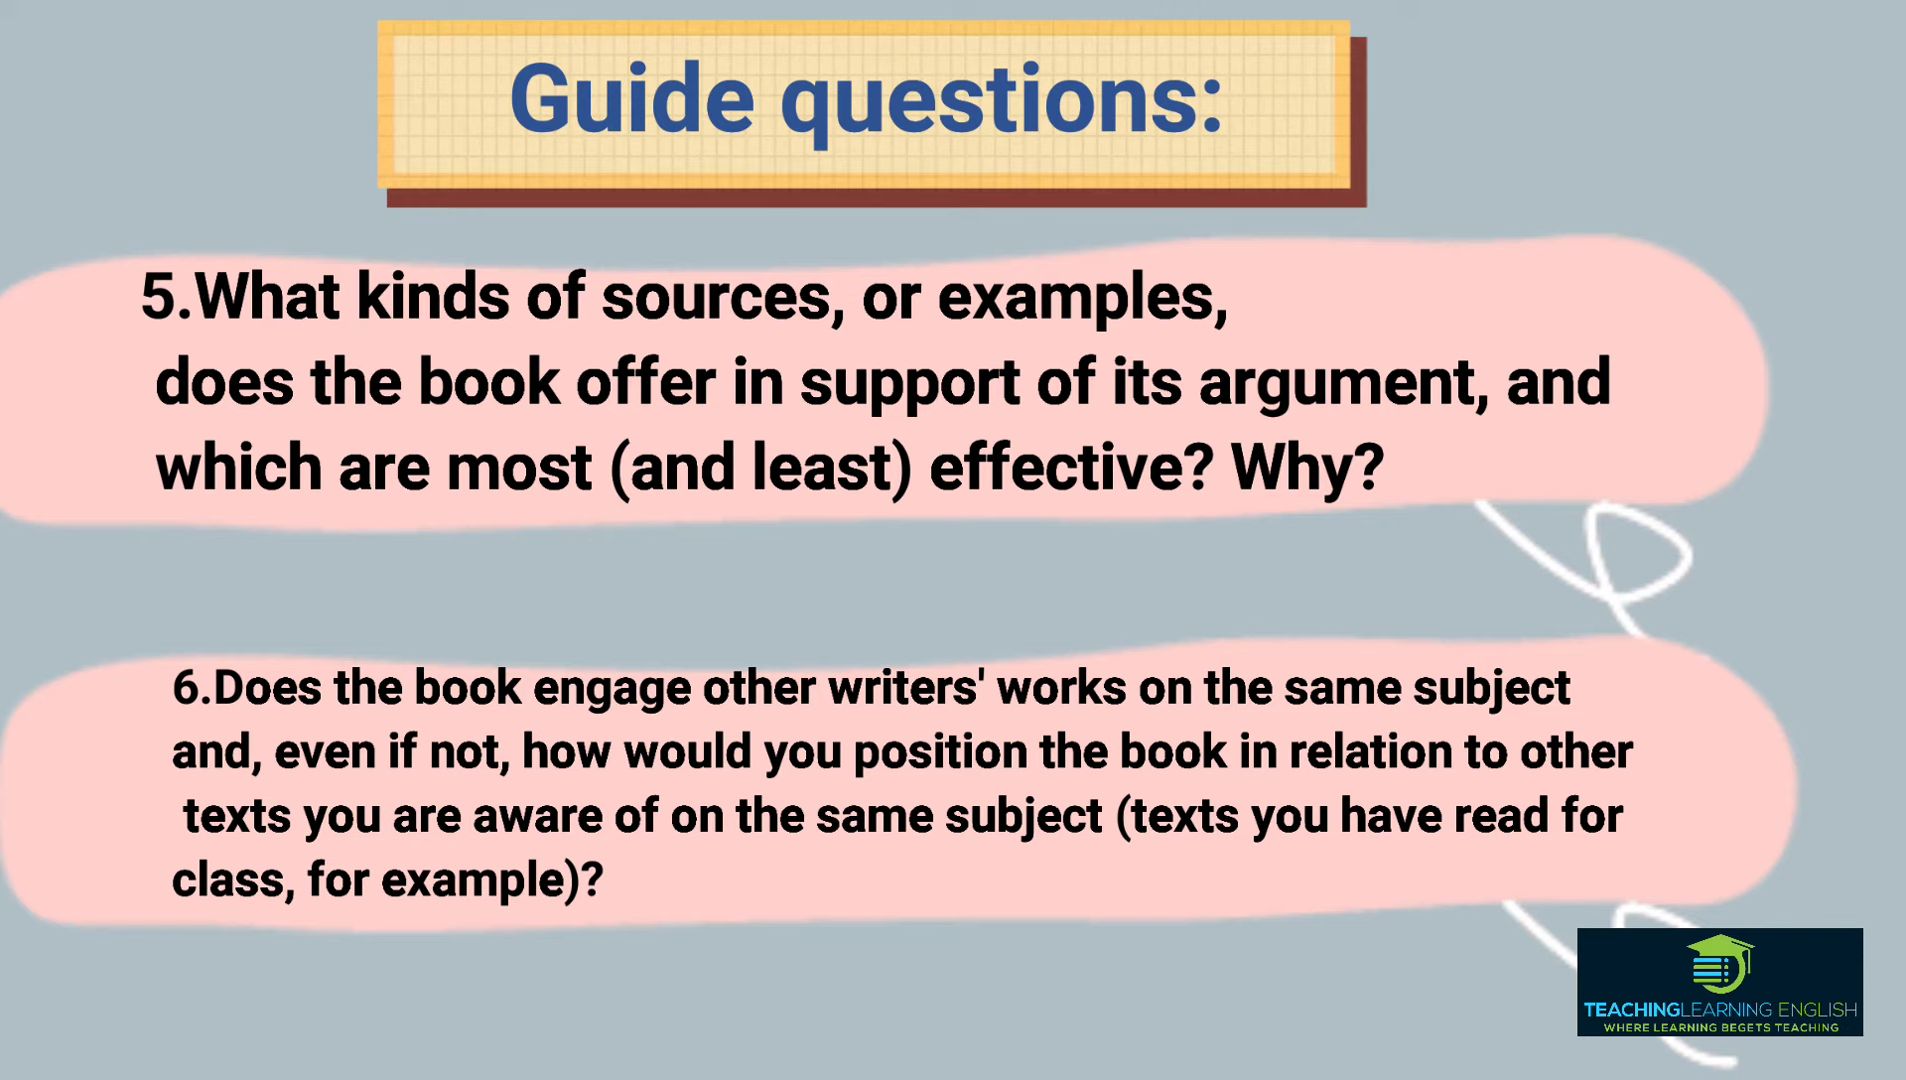 Guide questions:
5.What kinds of sources, or examples,
does the book offer in support of its argument, and
which are most (and least) effective? Why?
6.Does the book engage other writers' works on the same subject
and, even if not, how would you position the book in relation to other
texts you are aware of on the same subject (texts you have read for
class, for example)?
TEACHINGLEARNING ENGLISH
WHERE LEARNING BEGETS TEACHING